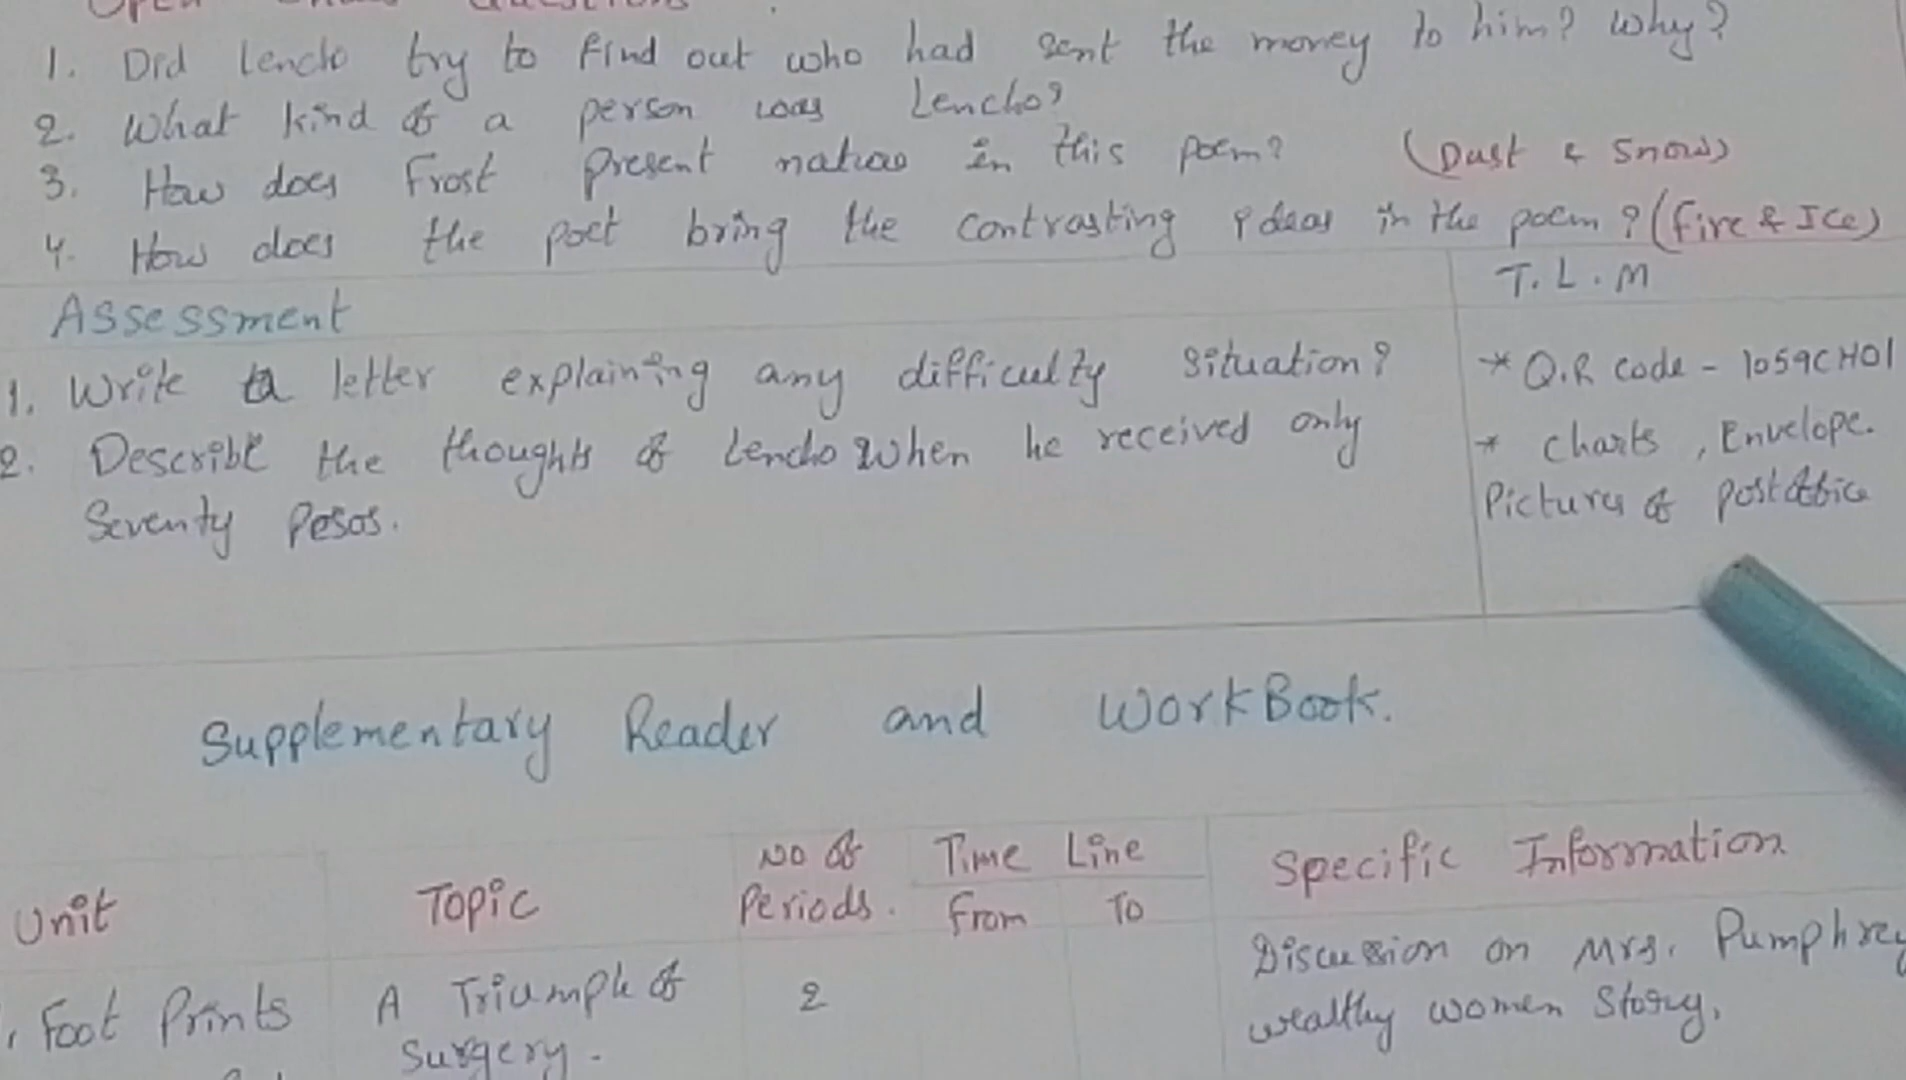 Open Ended Questions
1. Did Lencho try to find out who had sent the money to him? Why?
2. What kind of a person was Lencho?
3. How does Frost present nature in this poem? (Dust & Snow)
4. How does the poet bring the contrasting ideas in the poem? (Fire & Ice)
Assessment
T.L.M
1. Write a letter explaining any difficulty situation?
2. Describe the thoughts of Lencho when he received only
Seventy Pesos.
* Q.R code - 1059CH01
* Charts, Envelope.
Pictures of post office
Supplementary Reader and WorkBook.
Unit Topic No of Periods. Time Line From To Specific Information
Foot Prints A Triumph of 2 Discussion on Mrs. Pumphrey
Surgery. wealthy women Story.